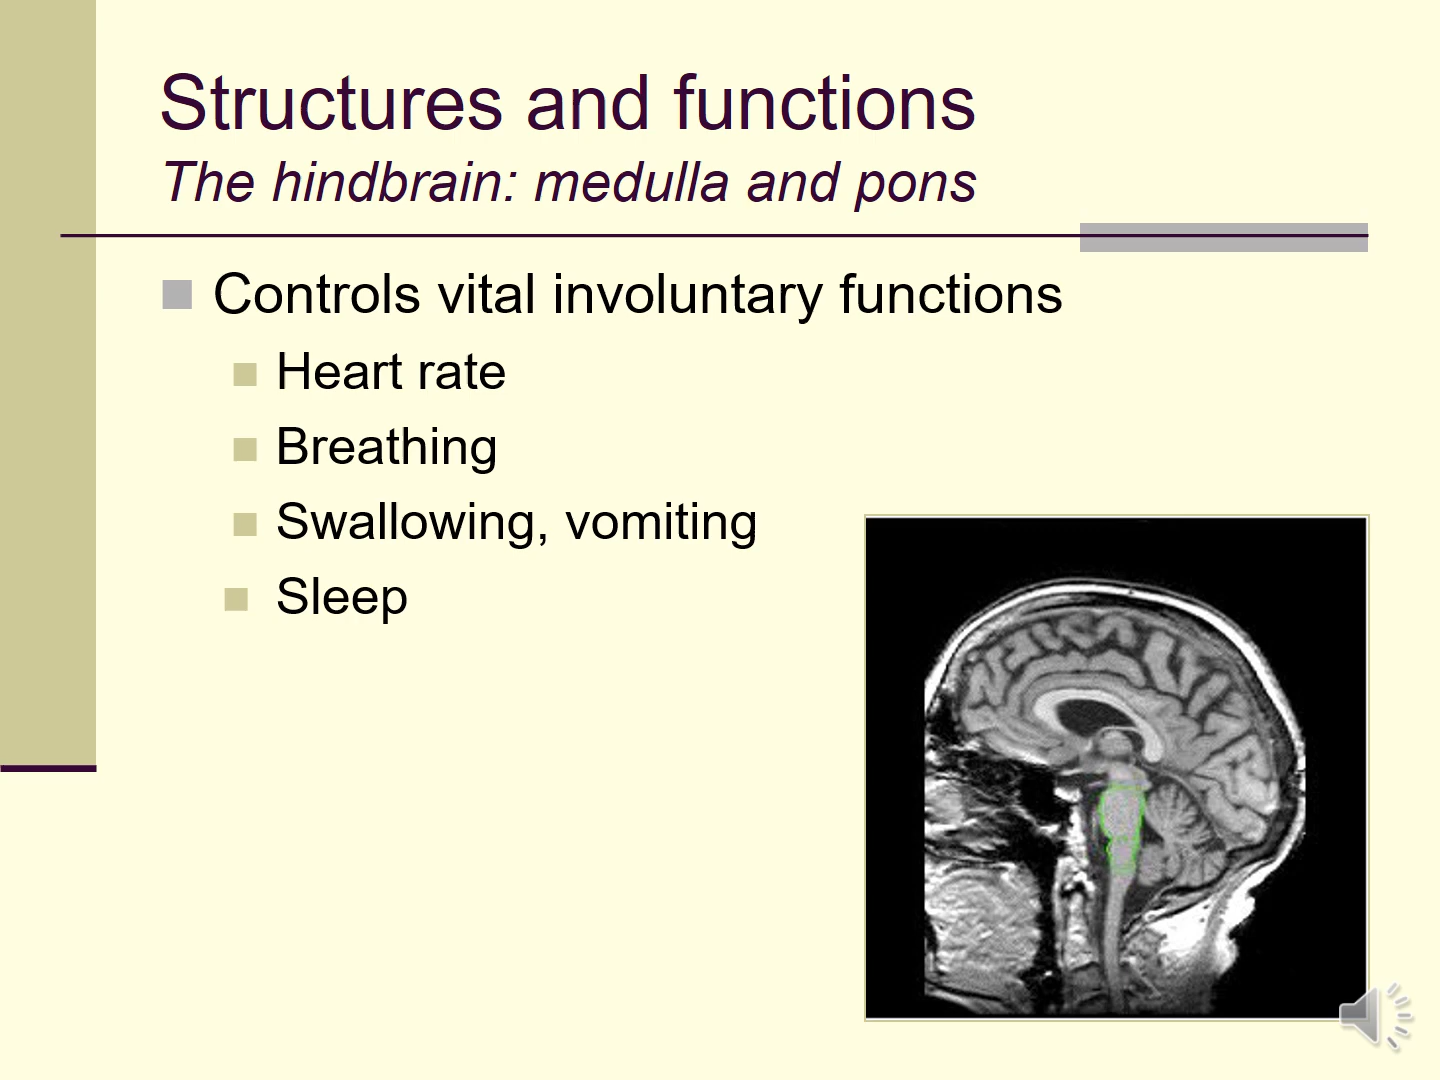 Structures and functions
The hindbrain: medulla and pons
Controls vital involuntary functions
Heart rate
Breathing
Swallowing, vomiting
Sleep